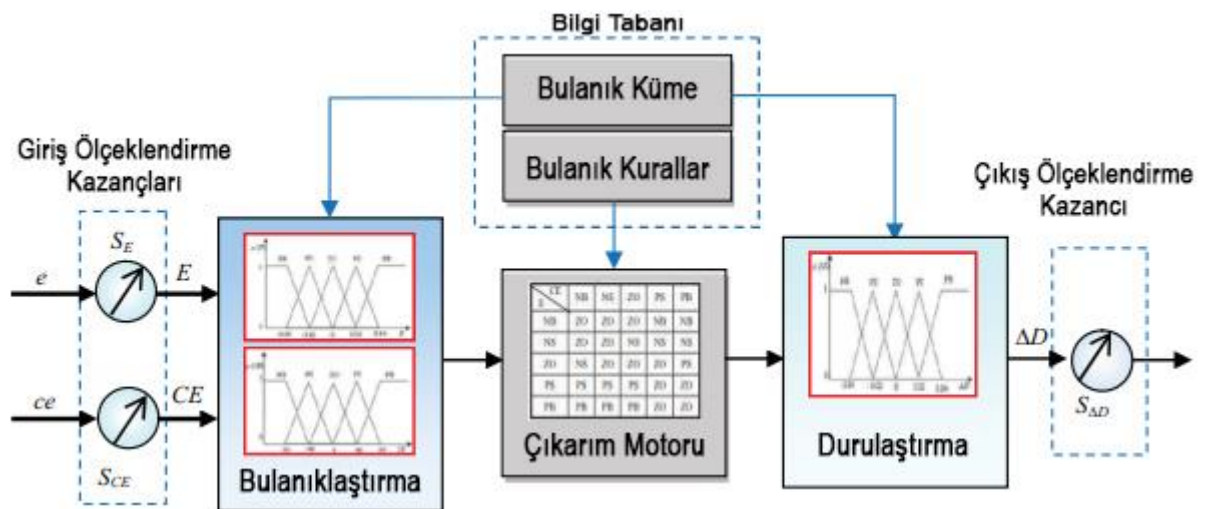 Bilgi Tabanı
Bulanık Küme
Bulanık Kurallar
Giriş Ölçeklendirme
Kazançları
Çıkış Ölçeklendirme
Kazancı
S_E
e
E
ce
CE
S_CE
Bulanıklaştırma
CE
E
NB NS ZO PS PB
NB ZO ZO ZO NB NB
NS ZO ZO NS NS NS
ZO NS ZO ZO ZO PS
PS PS PS PS ZO ZO
PB PB PB PB ZO ZO
Çıkarım Motoru
Durulaştırma
ΔD
S_ΔD